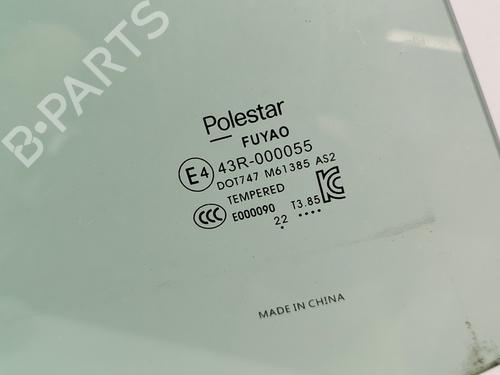 B-PARTS
Polestar
FUYAO
E4 43R-000055
DOT747 M61385 AS2
TEMPERED
CCC E000090
22 T3.85
MADE IN CHINA